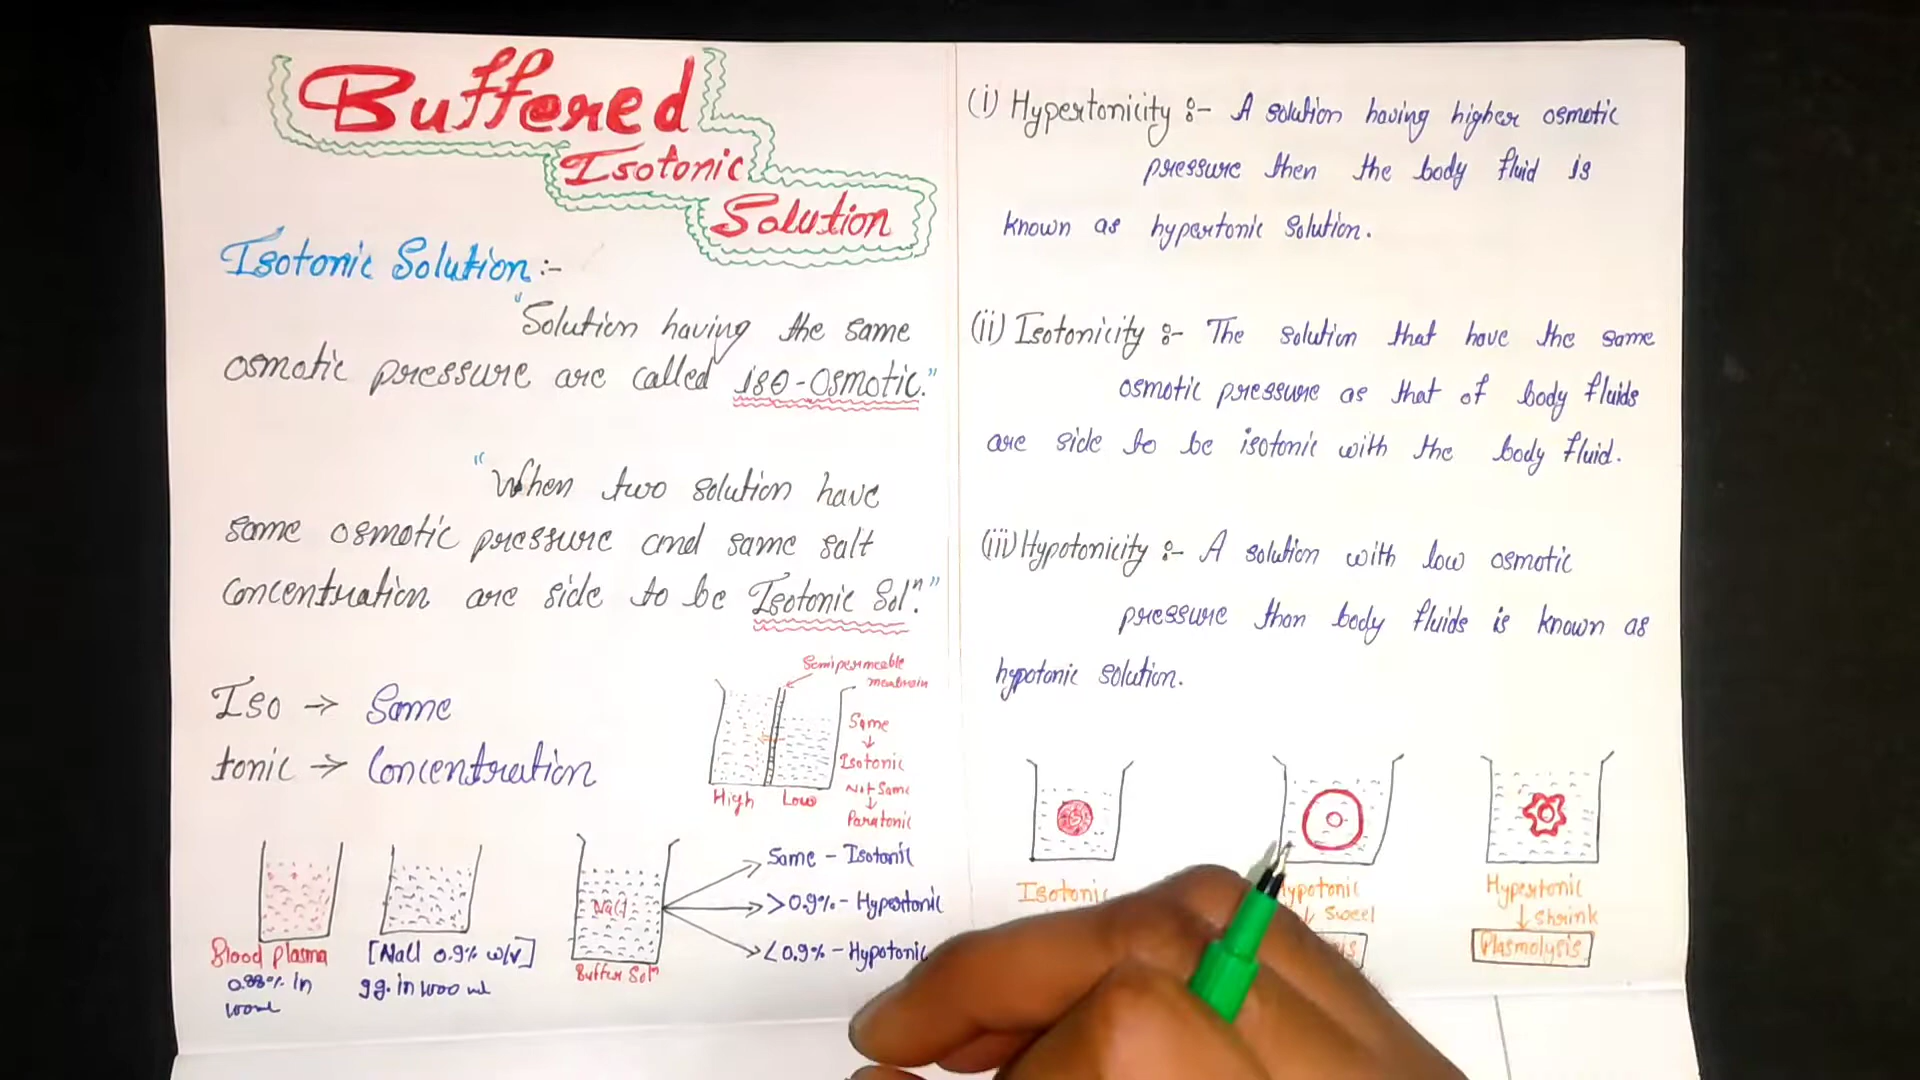 Buffered
Isotonic
Solution
Isotonic Solution :-
"Solution having the same
osmotic pressure are called iso-osmotic."
"When two solution have
same osmotic pressure and same salt
concentration are side to be Isotonic Solⁿ."
Iso → Same
tonic → Concentration
Semipermeable
membrain
Same
↓
Isotonic
Not Same
↓
Paratonic
High Low
Blood plasma
0.88% in
100ml
[NaCl 0.9% w/v]
9g. in 1000 ml
NaCl
Buffer Solⁿ
Same - Isotonic
>0.9% - Hypertonic
<0.9% - Hypotonic
(i) Hypertonicity :- A solution having higher osmotic
pressure then the body fluid is
known as hypertonic solution.
(ii) Isotonicity :- The solution that have the same
osmotic pressure as that of body fluids
are side to be isotonic with the body fluid.
(iii) Hypotonicity :- A solution with low osmotic
pressure than body fluids is known as
hypotonic solution.
Isotonic
Hypotonic
↓ Sweel
Hypertonic
↓ Shrink
Plasmolysis